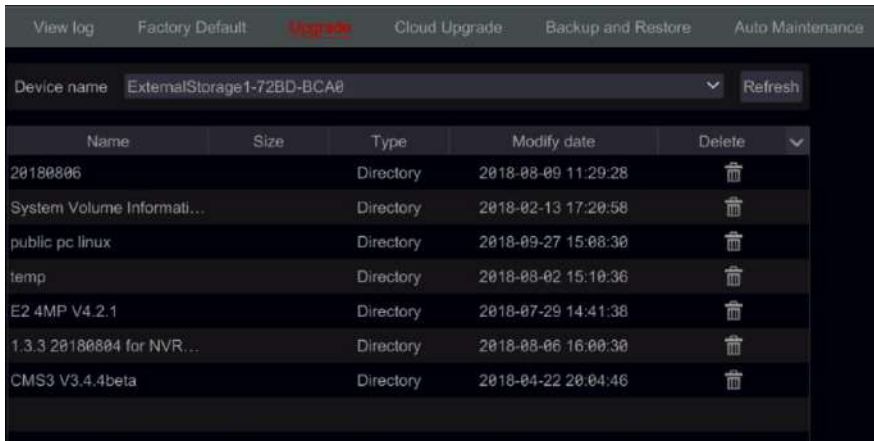 View log Factory Default Upgrade Cloud Upgrade Backup and Restore Auto Maintenance
Device name ExternalStorage1-72BD-BCA0 Refresh
Name Size Type Modify date Delete
20180806 Directory 2018-08-09 11:29:28
System Volume Informati... Directory 2018-02-13 17:20:58
public pc linux Directory 2018-09-27 15:08:30
temp Directory 2018-08-02 15:10:36
E2 4MP V4.2.1 Directory 2018-07-29 14:41:38
1.3.3 20180804 for NVR... Directory 2018-08-06 16:00:30
CMS3 V3.4.4beta Directory 2018-04-22 20:04:46